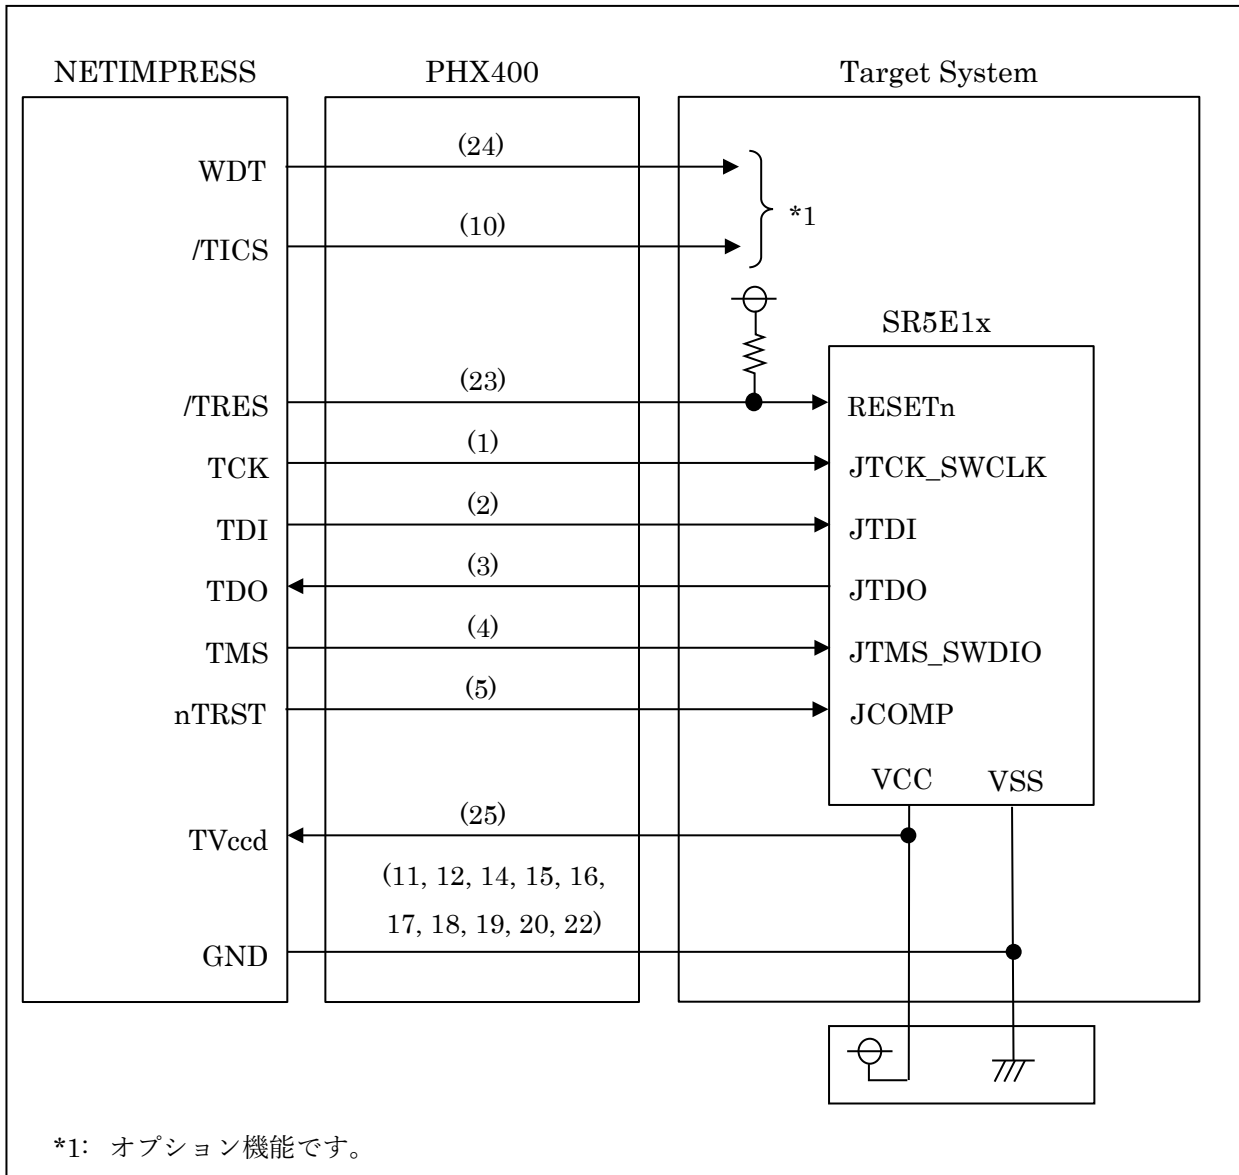 NETIMPRESS PHX400 Target System
WDT (24)
*1
/TICS (10)
SR5E1x
/TRES (23) RESETn
TCK (1) JTCK_SWCLK
TDI (2) JTDI
TDO (3) JTDO
TMS (4) JTMS_SWDIO
nTRST (5) JCOMP
VCC VSS
TVccd (25)
(11, 12, 14, 15, 16,
17, 18, 19, 20, 22)
GND
*1: オプション機能です。